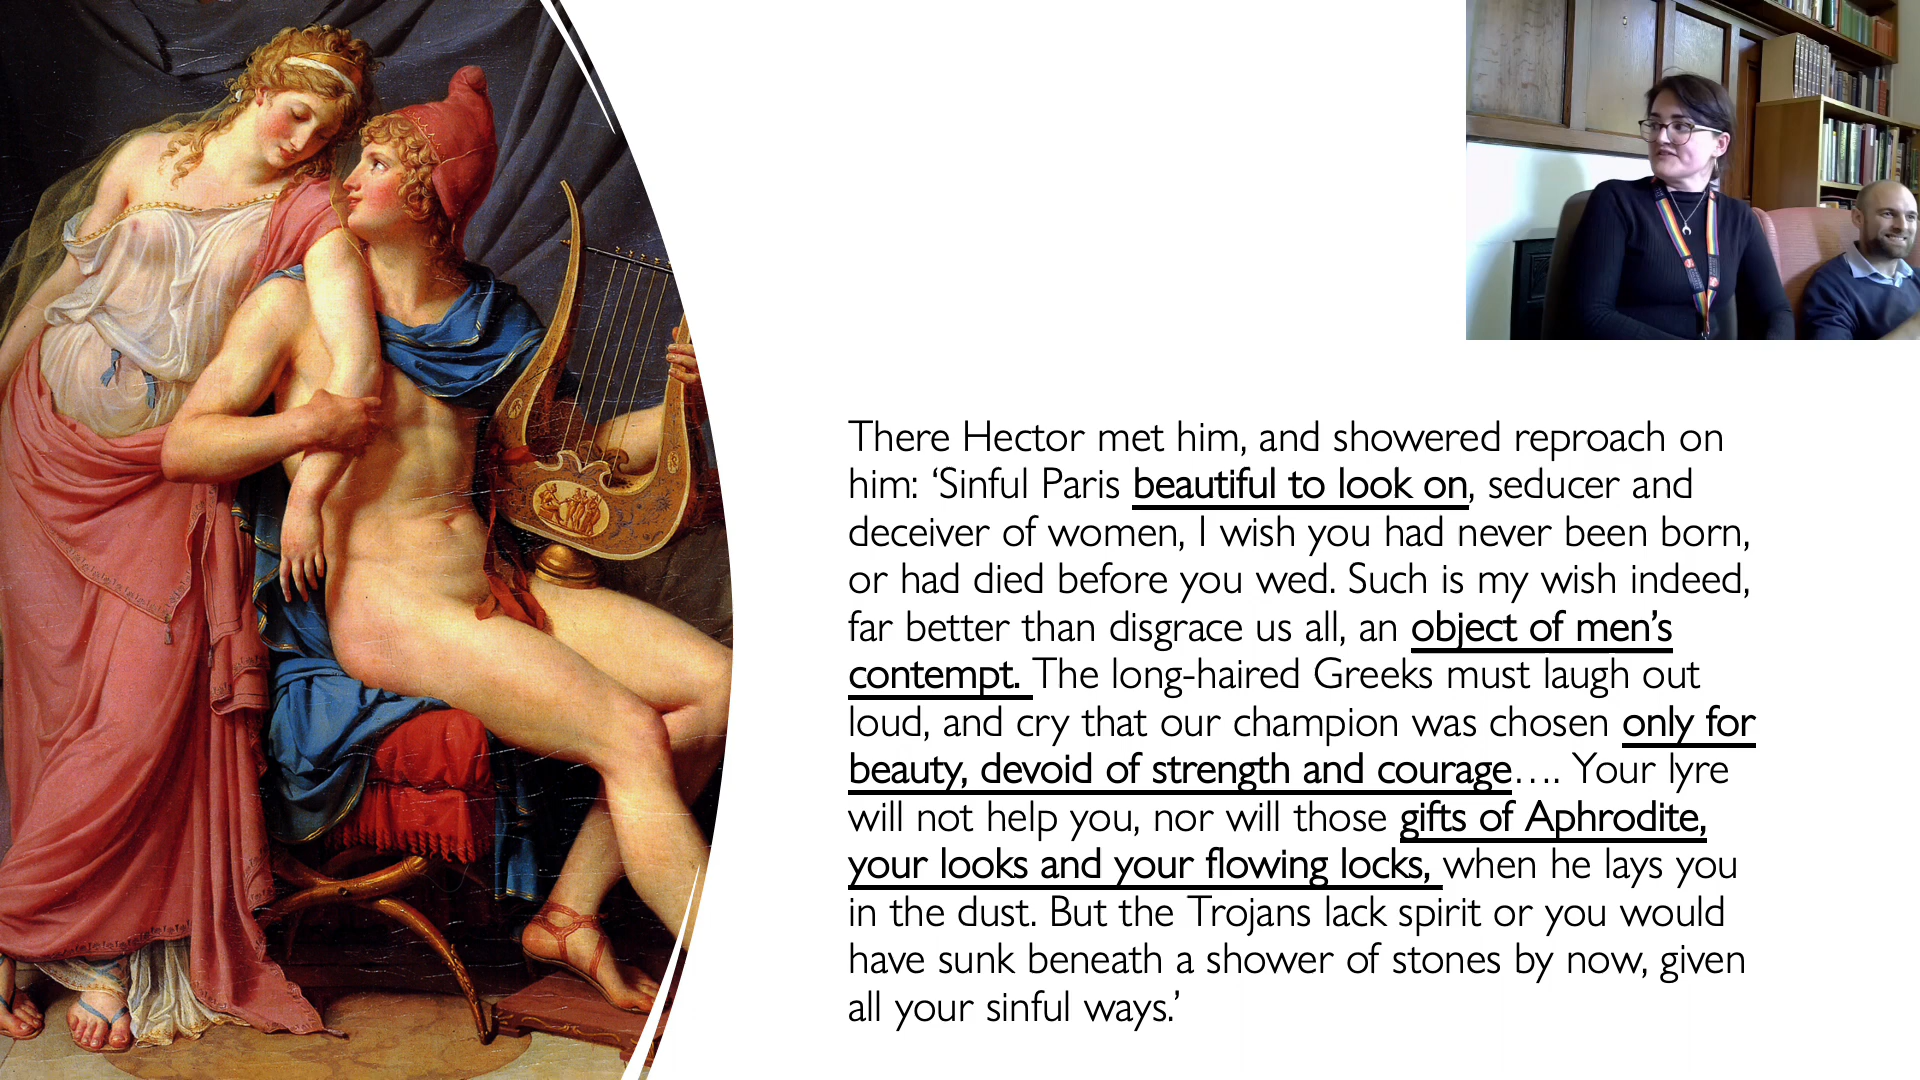 There Hector met him, and showered reproach on
him: ‘Sinful Paris beautiful to look on, seducer and
deceiver of women, I wish you had never been born,
or had died before you wed. Such is my wish indeed,
far better than disgrace us all, an object of men’s
contempt. The long-haired Greeks must laugh out
loud, and cry that our champion was chosen only for
beauty, devoid of strength and courage…. Your lyre
will not help you, nor will those gifts of Aphrodite,
your looks and your flowing locks, when he lays you
in the dust. But the Trojans lack spirit or you would
have sunk beneath a shower of stones by now, given
all your sinful ways.’